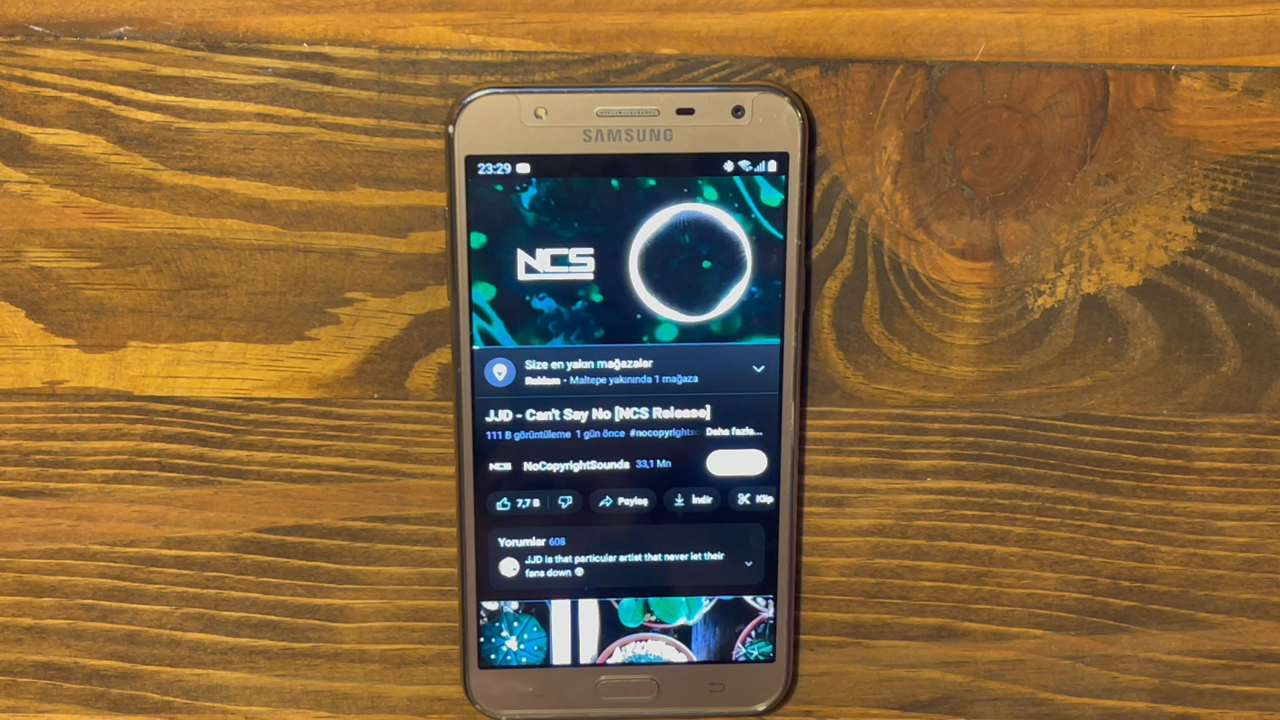 SAMSUNG
23:29
NCS
Size en yakın mağazalar
Reklam • Maltepe yakınında 1 mağaza
JJD - Can't Say No [NCS Release]
111 B görüntüleme 1 gün önce #nocopyrights Daha fazla...
NCS NoCopyrightSounds 33,1 Mn
7,7 B Paylaş İndir Klip
Yorumlar 608
JJD is that particular artist that never let their
fans down